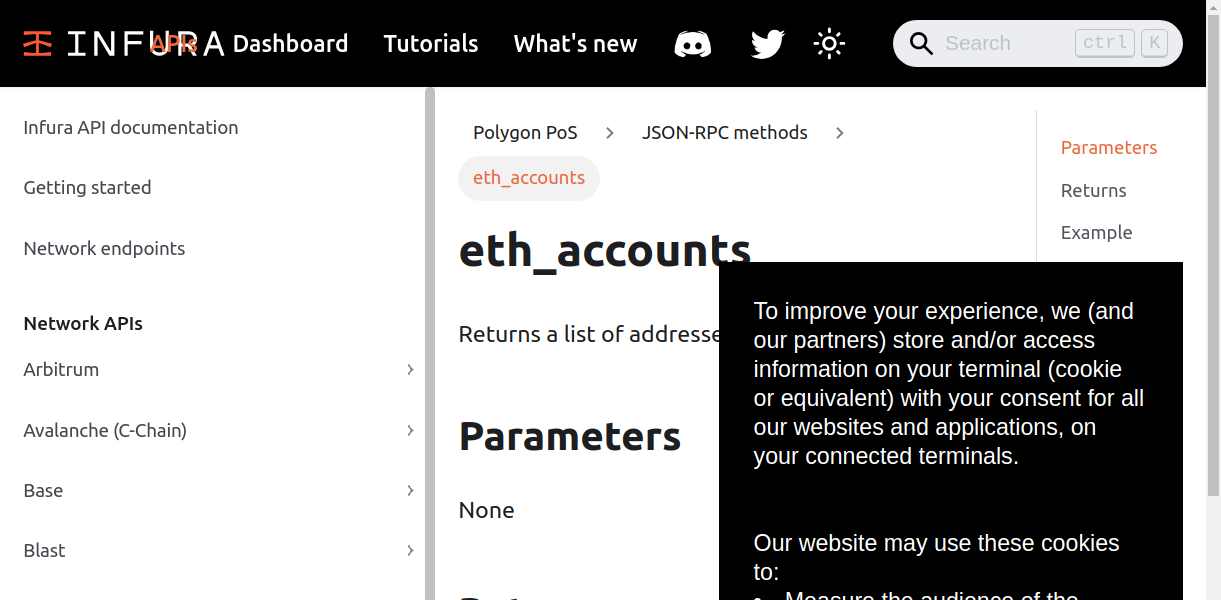 INFURA APIs Dashboard Tutorials What's new Search ctrl K
Infura API documentation
Getting started
Network endpoints
Network APIs
Arbitrum
Avalanche (C-Chain)
Base
Blast
Polygon PoS JSON-RPC methods
eth_accounts
eth_accounts
Returns a list of addresse
Parameters
None
Parameters
Returns
Example
To improve your experience, we (and
our partners) store and/or access
information on your terminal (cookie
or equivalent) with your consent for all
our websites and applications, on
your connected terminals.
Our website may use these cookies
to:
• Measure the audience of the